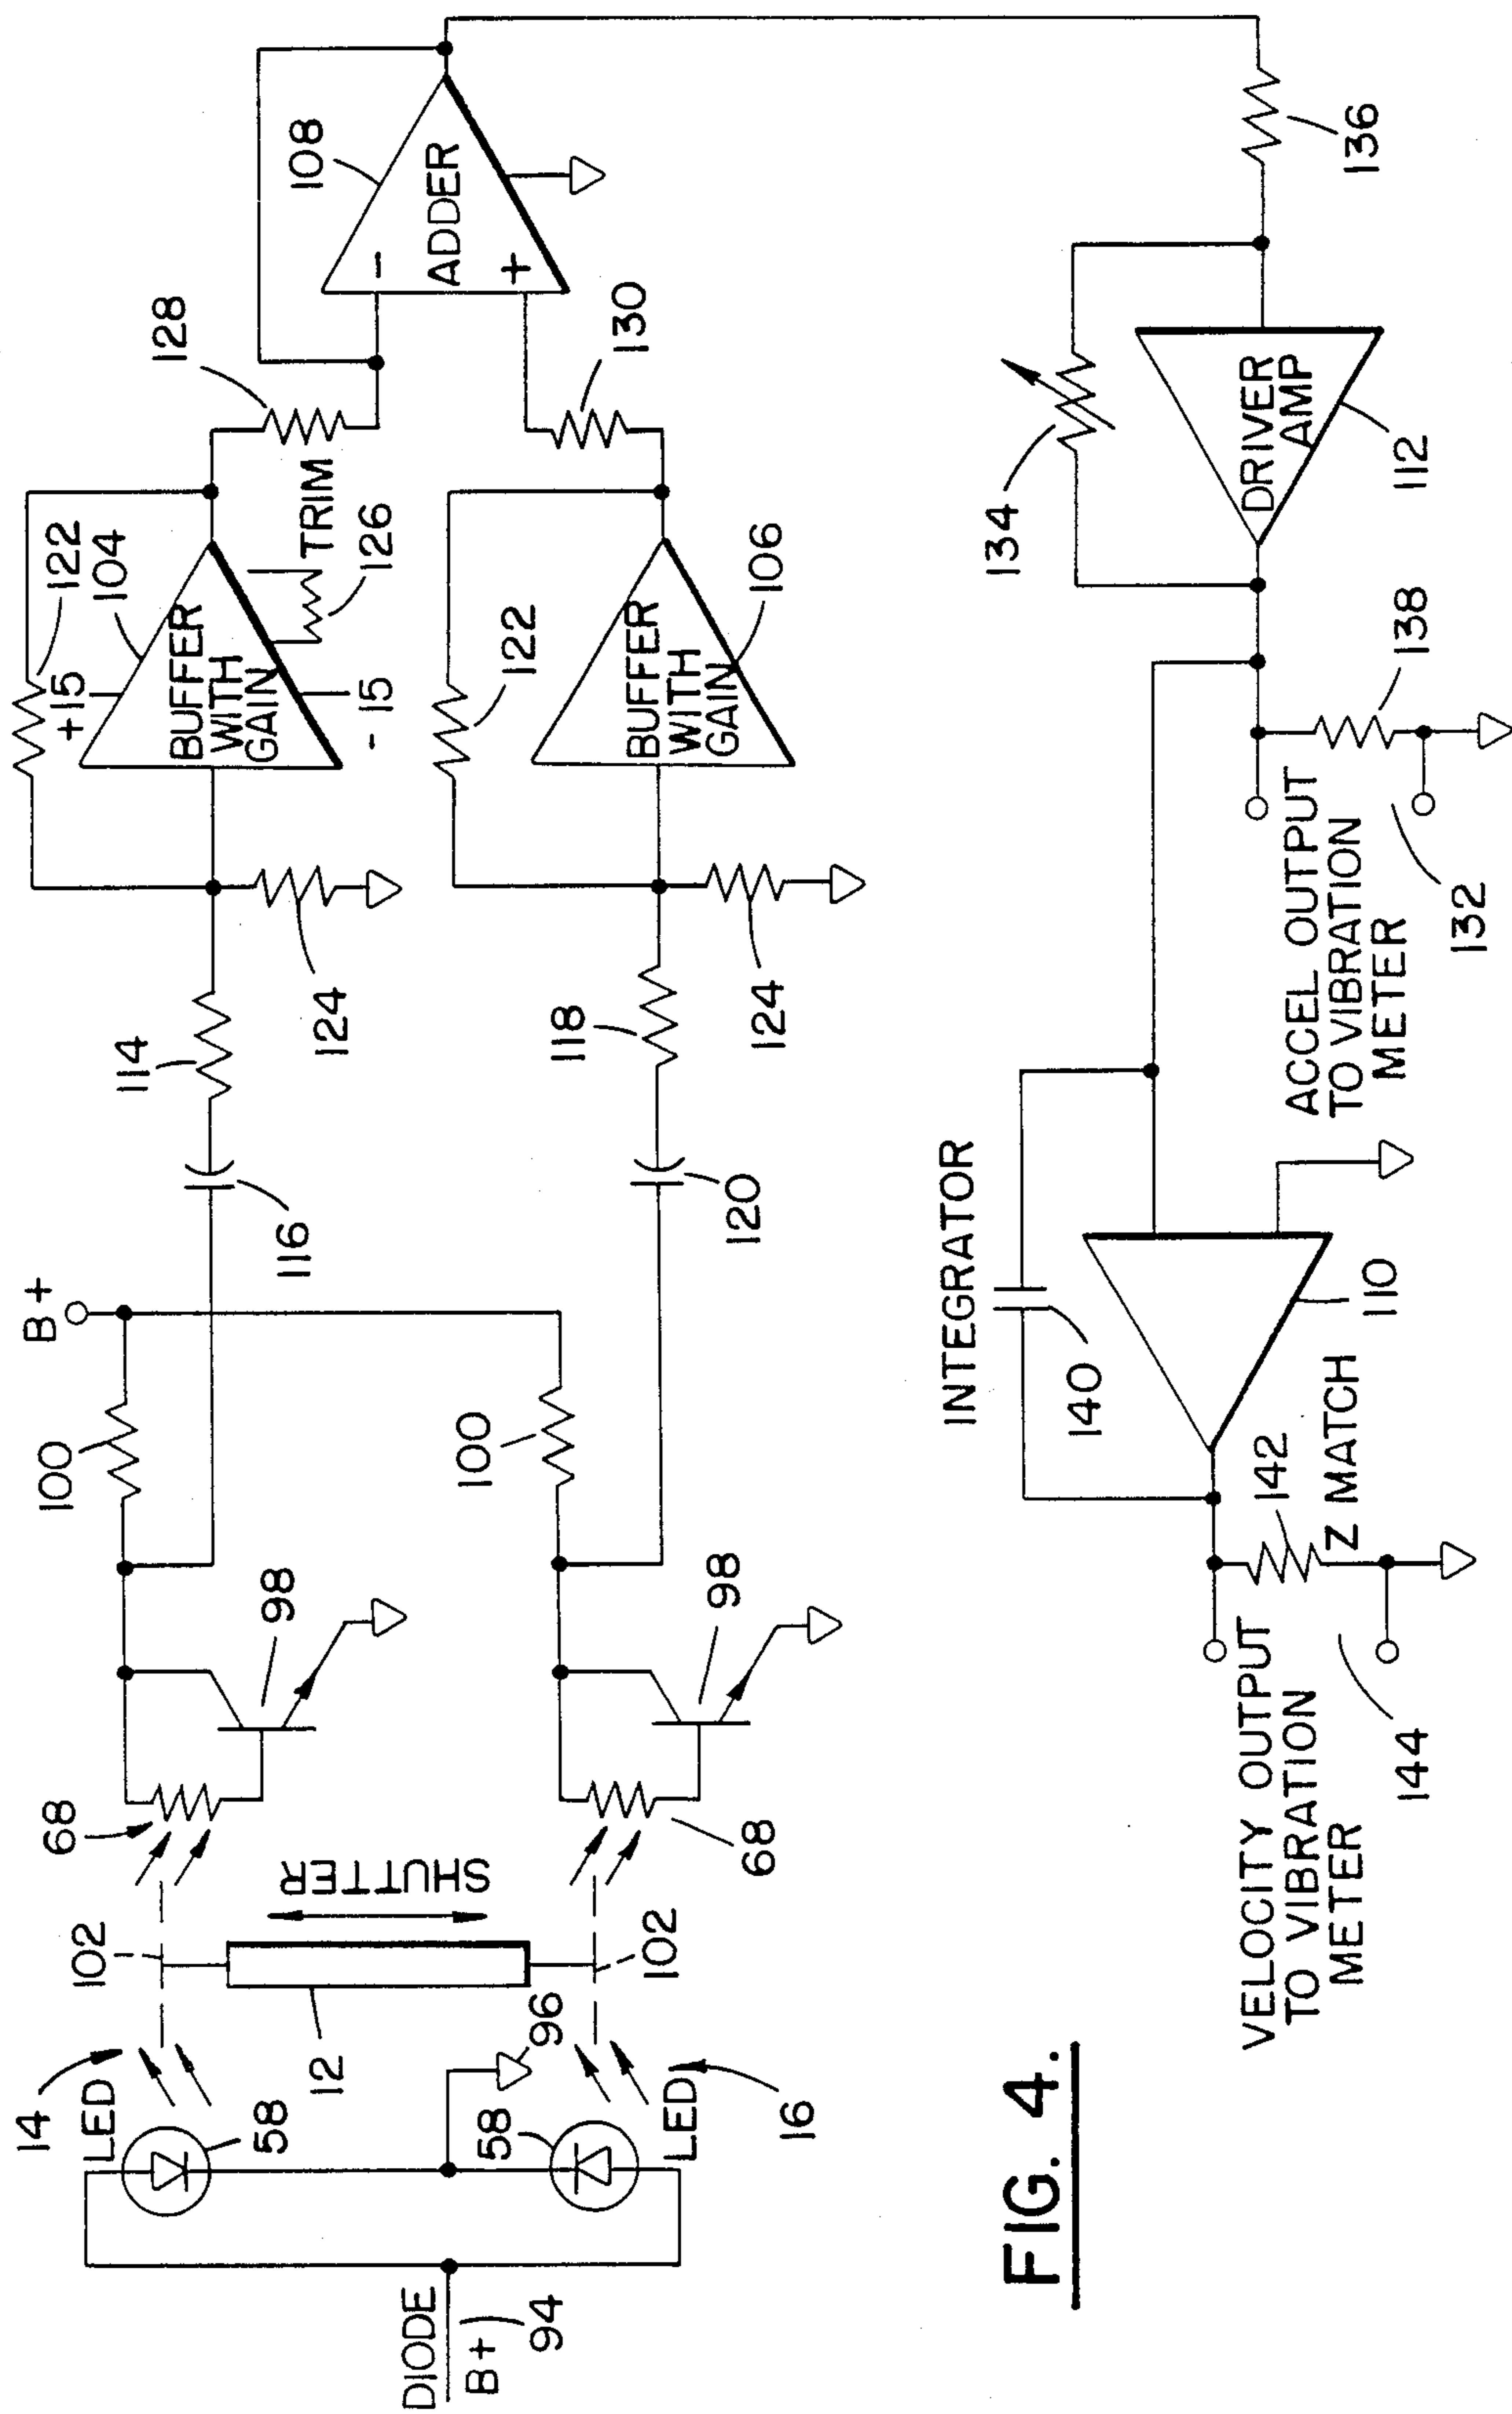 14
LED
58
12
102
SHUTTER
68
98
100
B+
116
114
124
122
+15
104
BUFFER
WITH
GAIN
-15
TRIM
126
128
108
-
ADDER
+
130
DIODE
B+
94
58
LED
16
96
102
68
98
100
120
118
124
122
BUFFER
WITH
GAIN
106
INTEGRATOR
140
110
142
Z MATCH
VELOCITY OUTPUT
TO VIBRATION
METER
144
134
DRIVER
AMP
112
136
138
ACCEL OUTPUT
TO VIBRATION
METER
132
FIG. 4.